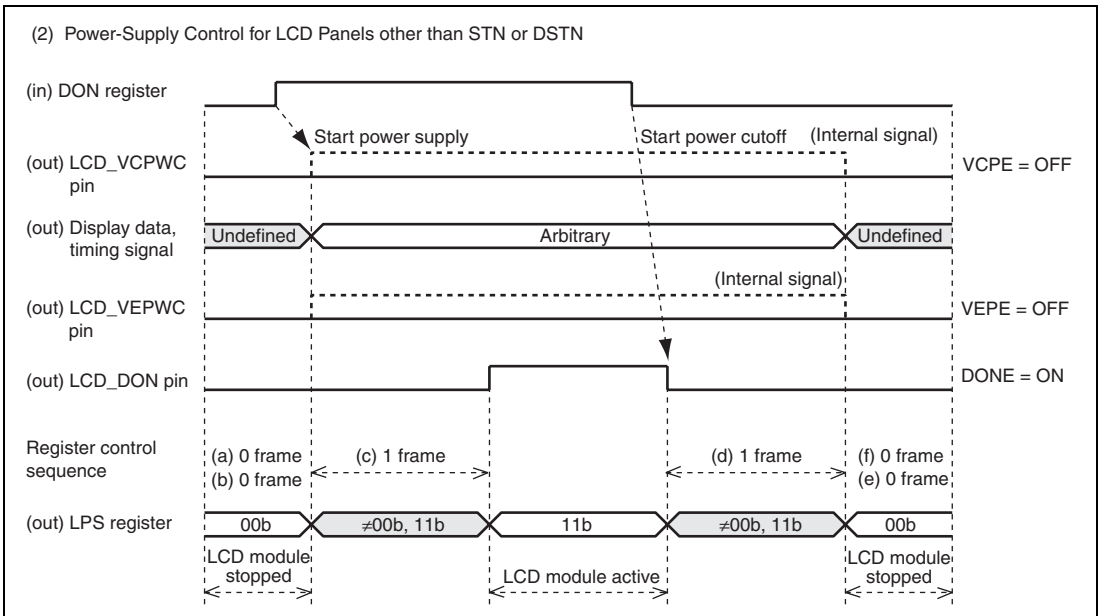 (2) Power-Supply Control for LCD Panels other than STN or DSTN
(in) DON register
Start power supply
Start power cutoff
(Internal signal)
(out) LCD_VCPWC
pin
VCPE = OFF
(out) Display data,
timing signal
Undefined
Arbitrary
Undefined
(Internal signal)
(out) LCD_VEPWC
pin
VEPE = OFF
(out) LCD_DON pin
DONE = ON
Register control
sequence
(a) 0 frame
(b) 0 frame
(c) 1 frame
(d) 1 frame
(f) 0 frame
(e) 0 frame
(out) LPS register
00b
≠00b, 11b
11b
≠00b, 11b
00b
LCD module
stopped
LCD module active
LCD module
stopped